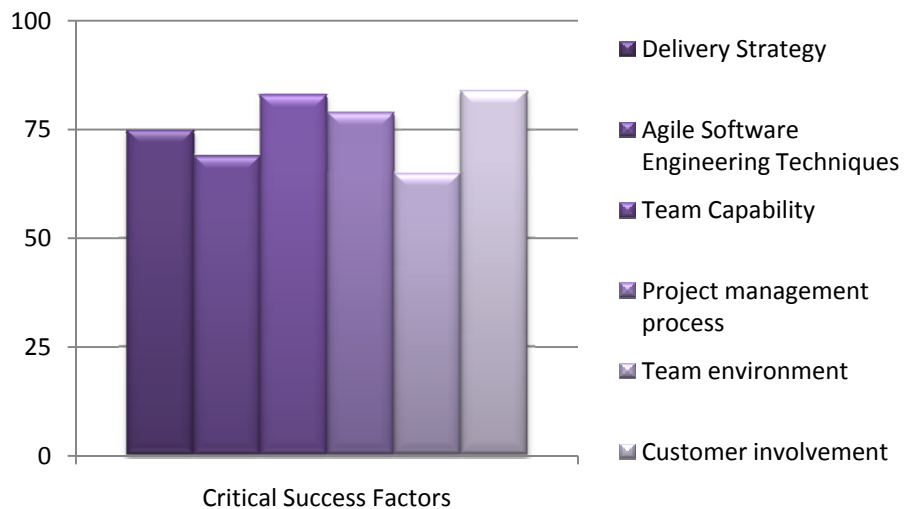 100
75
50
25
0
Critical Success Factors
Delivery Strategy
Agile Software
Engineering Techniques
Team Capability
Project management
process
Team environment
Customer involvement